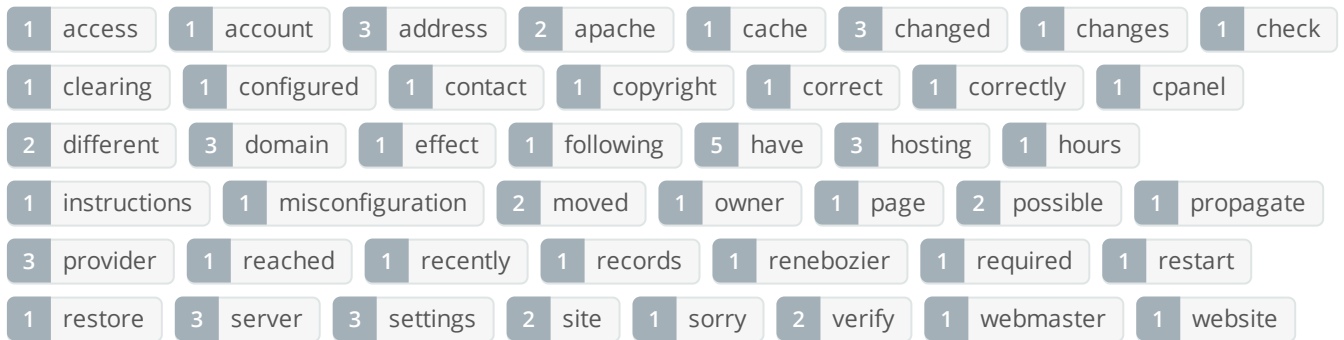 1 access 1 account 3 address 2 apache 1 cache 3 changed 1 changes 1 check
1 clearing 1 configured 1 contact 1 copyright 1 correct 1 correctly 1 cpanel
2 different 3 domain 1 effect 1 following 5 have 3 hosting 1 hours
1 instructions 1 misconfiguration 2 moved 1 owner 1 page 2 possible 1 propagate
3 provider 1 reached 1 recently 1 records 1 renebozier 1 required 1 restart
1 restore 3 server 3 settings 2 site 1 sorry 2 verify 1 webmaster 1 website